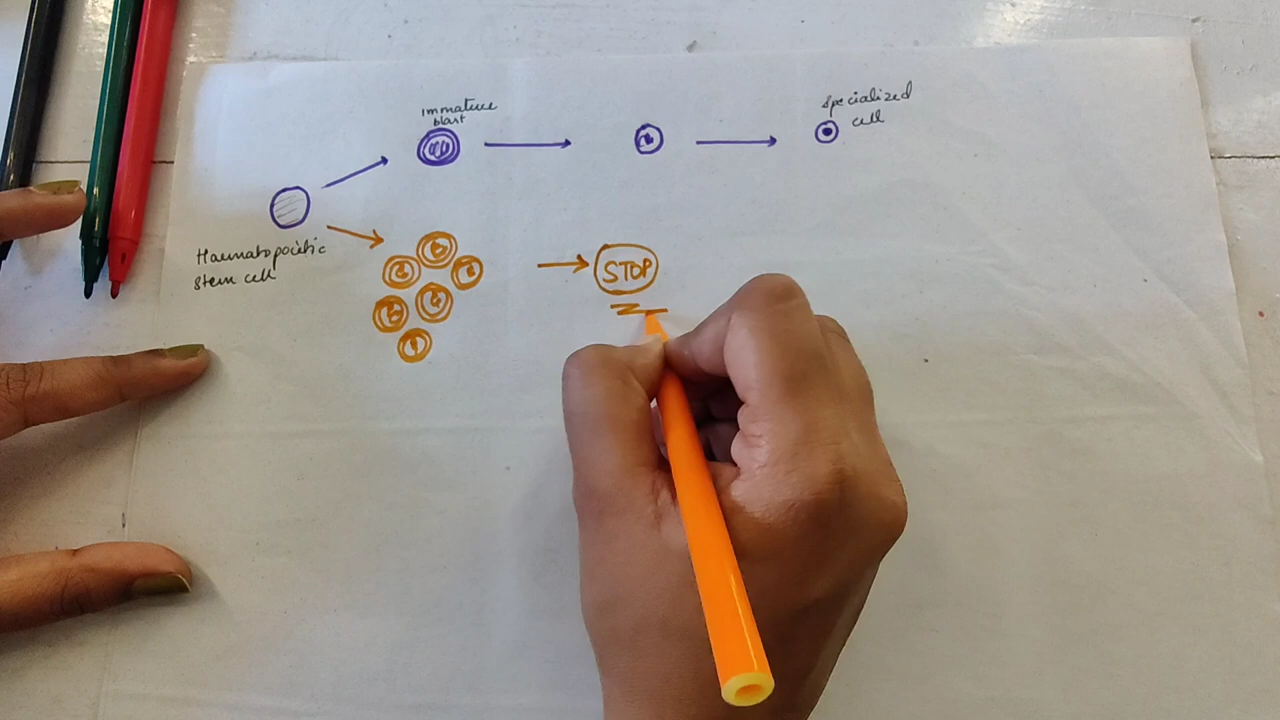 Immature
blast
specialized
cell
Haematopoietic
stem cell
STOP